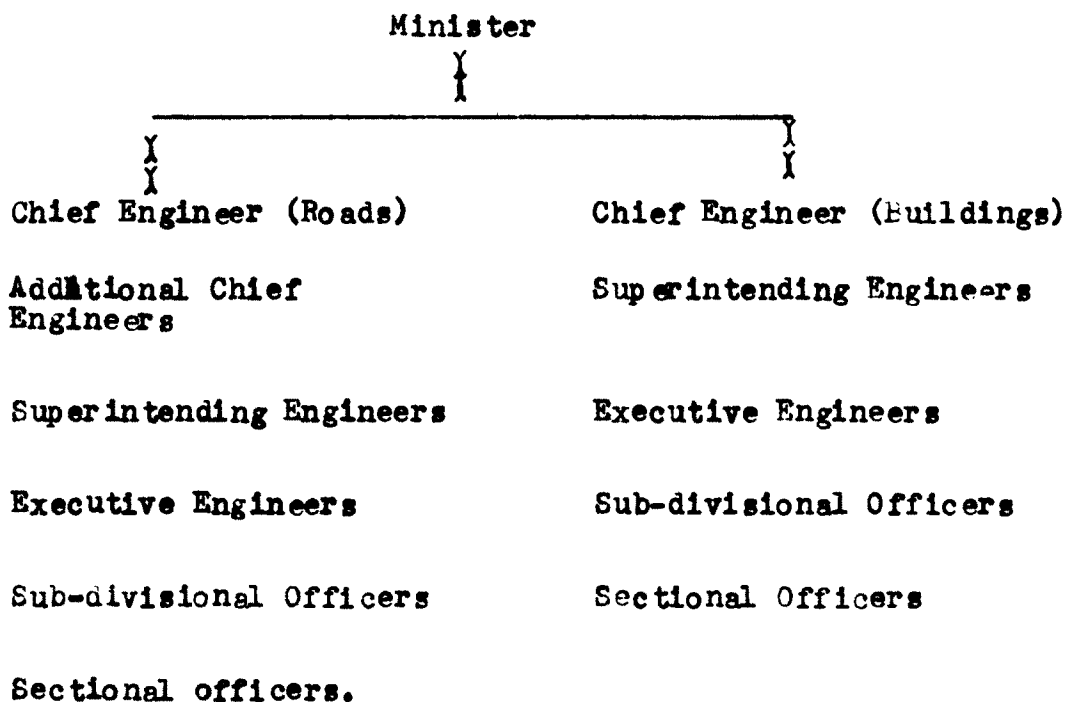 Minister
Chief Engineer (Roads)
Chief Engineer (Buildings)
Additional Chief
Engineers
Superintending Engineers
Superintending Engineers
Executive Engineers
Executive Engineers
Sub-divisional Officers
Sub-divisional Officers
Sectional Officers
Sectional officers.